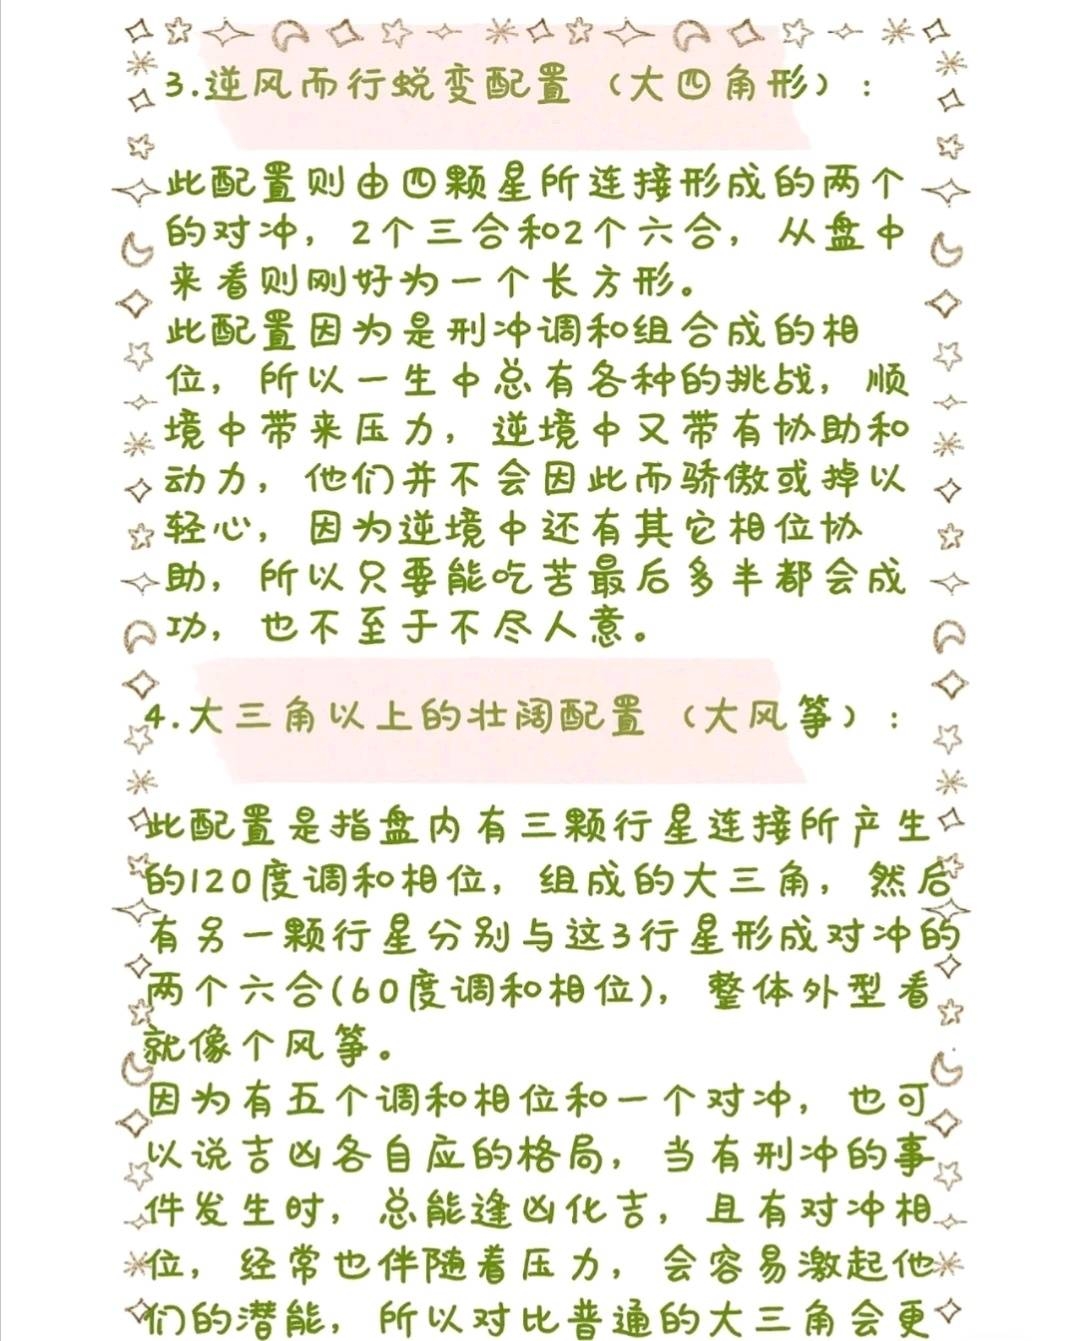 3.逆风而行蜕变配置（大四角形）：
此配置则由四颗星所连接形成的两个
的对冲，2个三合和2个六合，从盘中
来看则刚好为一个长方形。
此配置因为是刑冲调和组合成的相
位，所以一生中总有各种的挑战，顺
境中带来压力，逆境中又带有协助和
动力，他们并不会因此而骄傲或掉以
轻心，因为逆境中还有其它相位协
助，所以只要能吃苦最后多半都会成
功，也不至于不尽人意。
4.大三角以上的壮阔配置（大风筝）：
此配置是指盘内有三颗行星连接所产生
的120度调和相位，组成的大三角，然后
有另一颗行星分别与这3行星形成对冲的
两个六合(60度调和相位)，整体外型看
就像个风筝。
因为有五个调和相位和一个对冲，也可
以说吉凶各自应的格局，当有刑冲的事
件发生时，总能逢凶化吉，且有对冲相
位，经常也伴随着压力，会容易激起他
们的潜能，所以对比普通的大三角会更